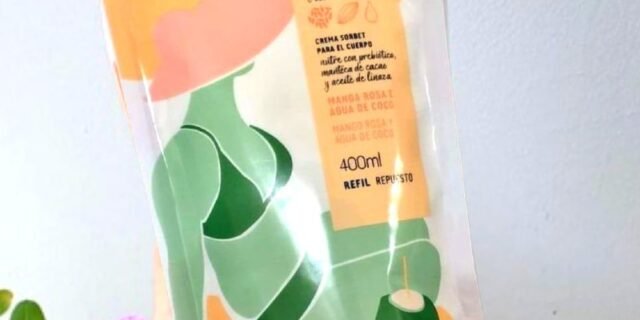 CREMA SORBET
PARA EL CUERPO
nutre con prebiótico,
manteca de cacao
y aceite de linaza
MANGA ROSA E
ÁGUA DE COCO
MANGO ROSA Y
AGUA DE COCO
400ml
REFIL REPUESTO